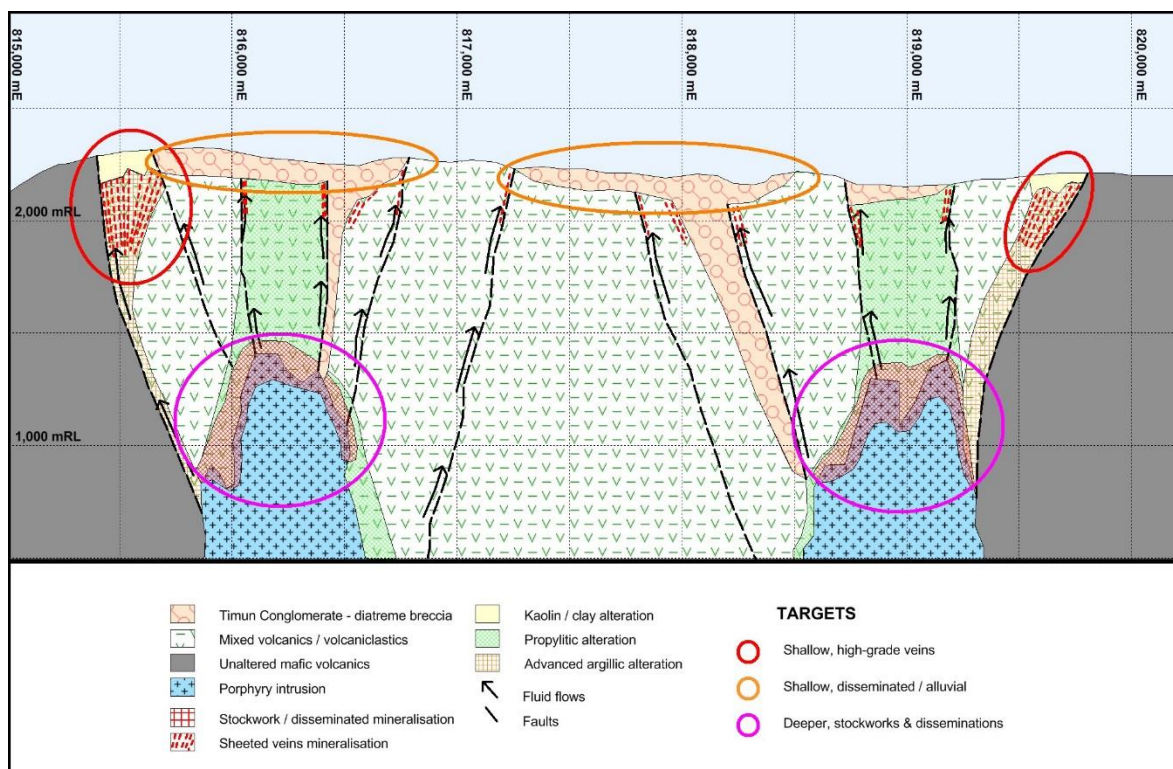 815,000 mE
816,000 mE
817,000 mE
818,000 mE
819,000 mE
820,000 mE
2,000 mRL
1,000 mRL
Timun Conglomerate - diatreme breccia
Mixed volcanics / volcaniclastics
Unaltered mafic volcanics
Porphyry intrusion
Stockwork / disseminated mineralisation
Sheeted veins mineralisation
Kaolin / clay alteration
Propylitic alteration
Advanced argillic alteration
Fluid flows
Faults
TARGETS
Shallow, high-grade veins
Shallow, disseminated / alluvial
Deeper, stockworks & disseminations